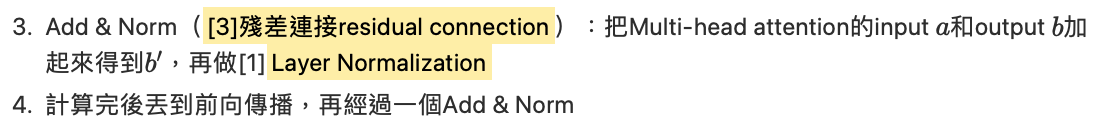 3. Add & Norm（[3]殘差連接residual connection）：把Multi-head attention的input a和output b加
起來得到b′，再做[1]Layer Normalization
4. 計算完後丟到前向傳播，再經過一個Add & Norm